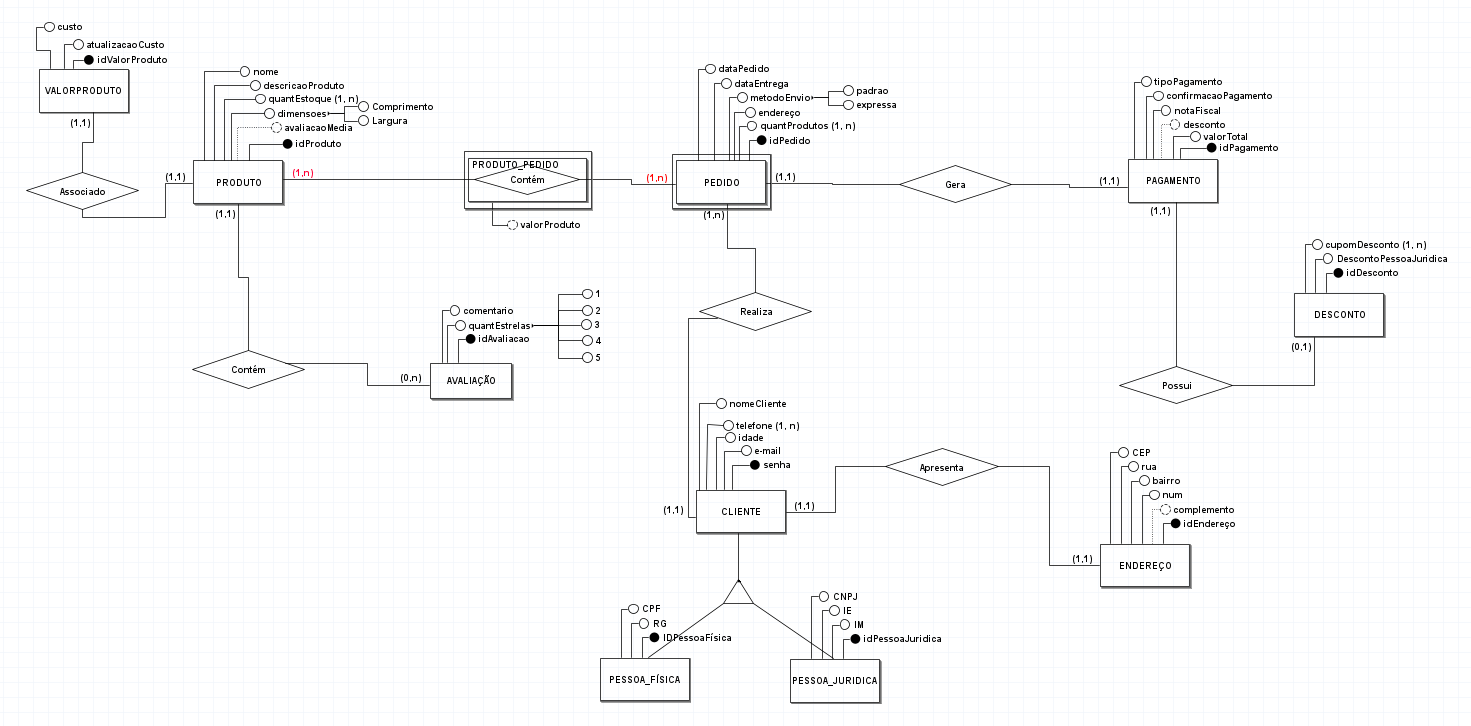 custo
atualizacaoCusto
idValorProduto
VALORPRODUTO
(1,1)
Associado
(1,1)
nome
descricaoProduto
quantEstoque (1, n)
dimensoes
Comprimento
Largura
avaliacaoMedia
idProduto
PRODUTO
(1,n)
(1,1)
PRODUTO_PEDIDO
Contém
valorProduto
(1,n)
dataPedido
dataEntrega
metodoEnvio
padrao
expressa
endereço
quantProdutos (1, n)
idPedido
PEDIDO
(1,1)
(1,n)
Gera
(1,1)
tipoPagamento
confirmacaoPagamento
notaFiscal
desconto
valorTotal
idPagamento
PAGAMENTO
(1,1)
cupomDesconto (1, n)
DescontoPessoaJuridica
idDesconto
DESCONTO
(0,1)
Possui
Realiza
comentario
quantEstrelas
idAvaliacao
1
2
3
4
5
Contém
(0,n)
AVALIAÇÃO
nomeCliente
telefone (1, n)
idade
e-mail
senha
CLIENTE
(1,1)
(1,1)
Apresenta
CEP
rua
bairro
num
complemento
idEndereço
(1,1)
ENDEREÇO
CPF
RG
IDPessoaFísica
PESSOA_FÍSICA
CNPJ
IE
IM
idPessoaJuridica
PESSOA_JURIDICA